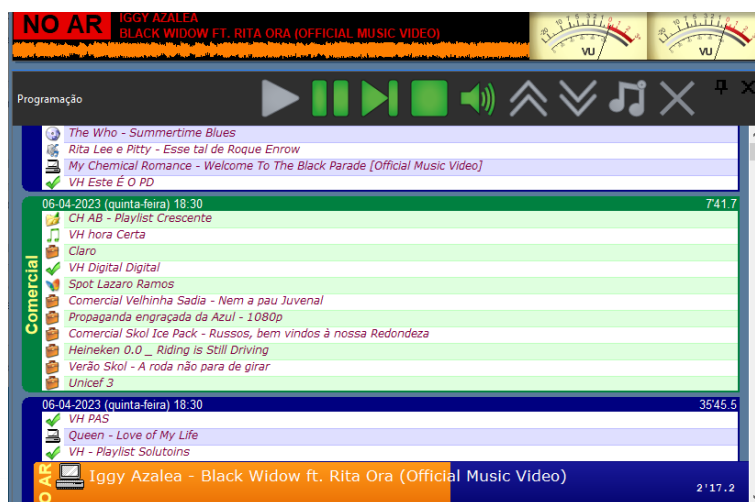 NO AR
IGGY AZALEA
BLACK WIDOW FT. RITA ORA (OFFICIAL MUSIC VIDEO)
VU
VU
Programação
The Who - Summertime Blues
Rita Lee e Pitty - Esse tal de Roque Enrow
My Chemical Romance - Welcome To The Black Parade [Official Music Video]
VH Este É O PD
06-04-2023 (quinta-feira) 18:30 7'41.7
Comercial
CH AB - Playlist Crescente
VH hora Certa
Claro
VH Digital Digital
Spot Lazaro Ramos
Comercial Velhinha Sadia - Nem a pau Juvenal
Propaganda engraçada da Azul - 1080p
Comercial Skol Ice Pack - Russos, bem vindos à nossa Redondeza
Heineken 0.0 _ Riding is Still Driving
Verão Skol - A roda não para de girar
Unicef 3
06-04-2023 (quinta-feira) 18:30 35'45.5
VH PAS
Queen - Love of My Life
VH - Playlist Solutoins
NO AR
Iggy Azalea - Black Widow ft. Rita Ora (Official Music Video)
2'17.2